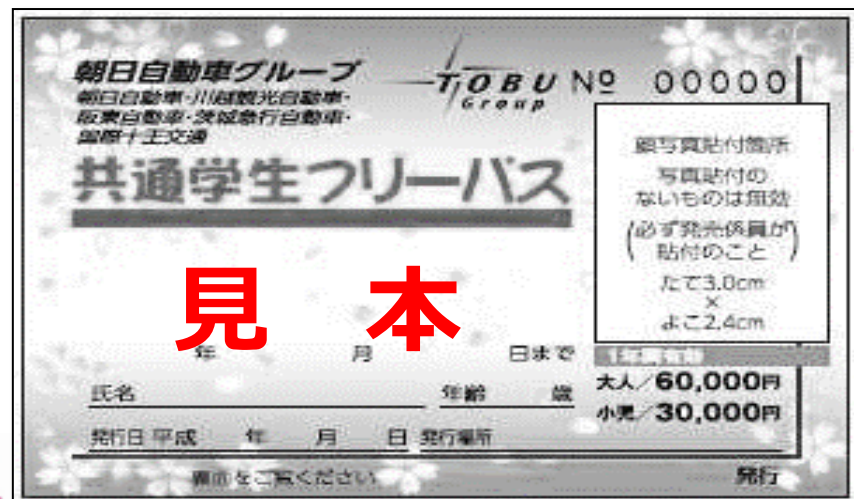 朝日自動車グループ
TOBU Group
№ 00000
朝日自動車・川越観光自動車・
阪東自動車・茨城急行自動車・
国際十王交通
共通学生フリーパス
顔写真貼付箇所
写真貼付の
ないものは無効
(必ず発売係員が
貼付のこと)
たて3.0cm
×
よこ2.4cm
見本
年 月 日まで
1年間有効
大人/60,000円
小児/30,000円
氏名 年齢 歳
発行日 平成 年 月 日 発行場所
裏面をご覧ください
発行